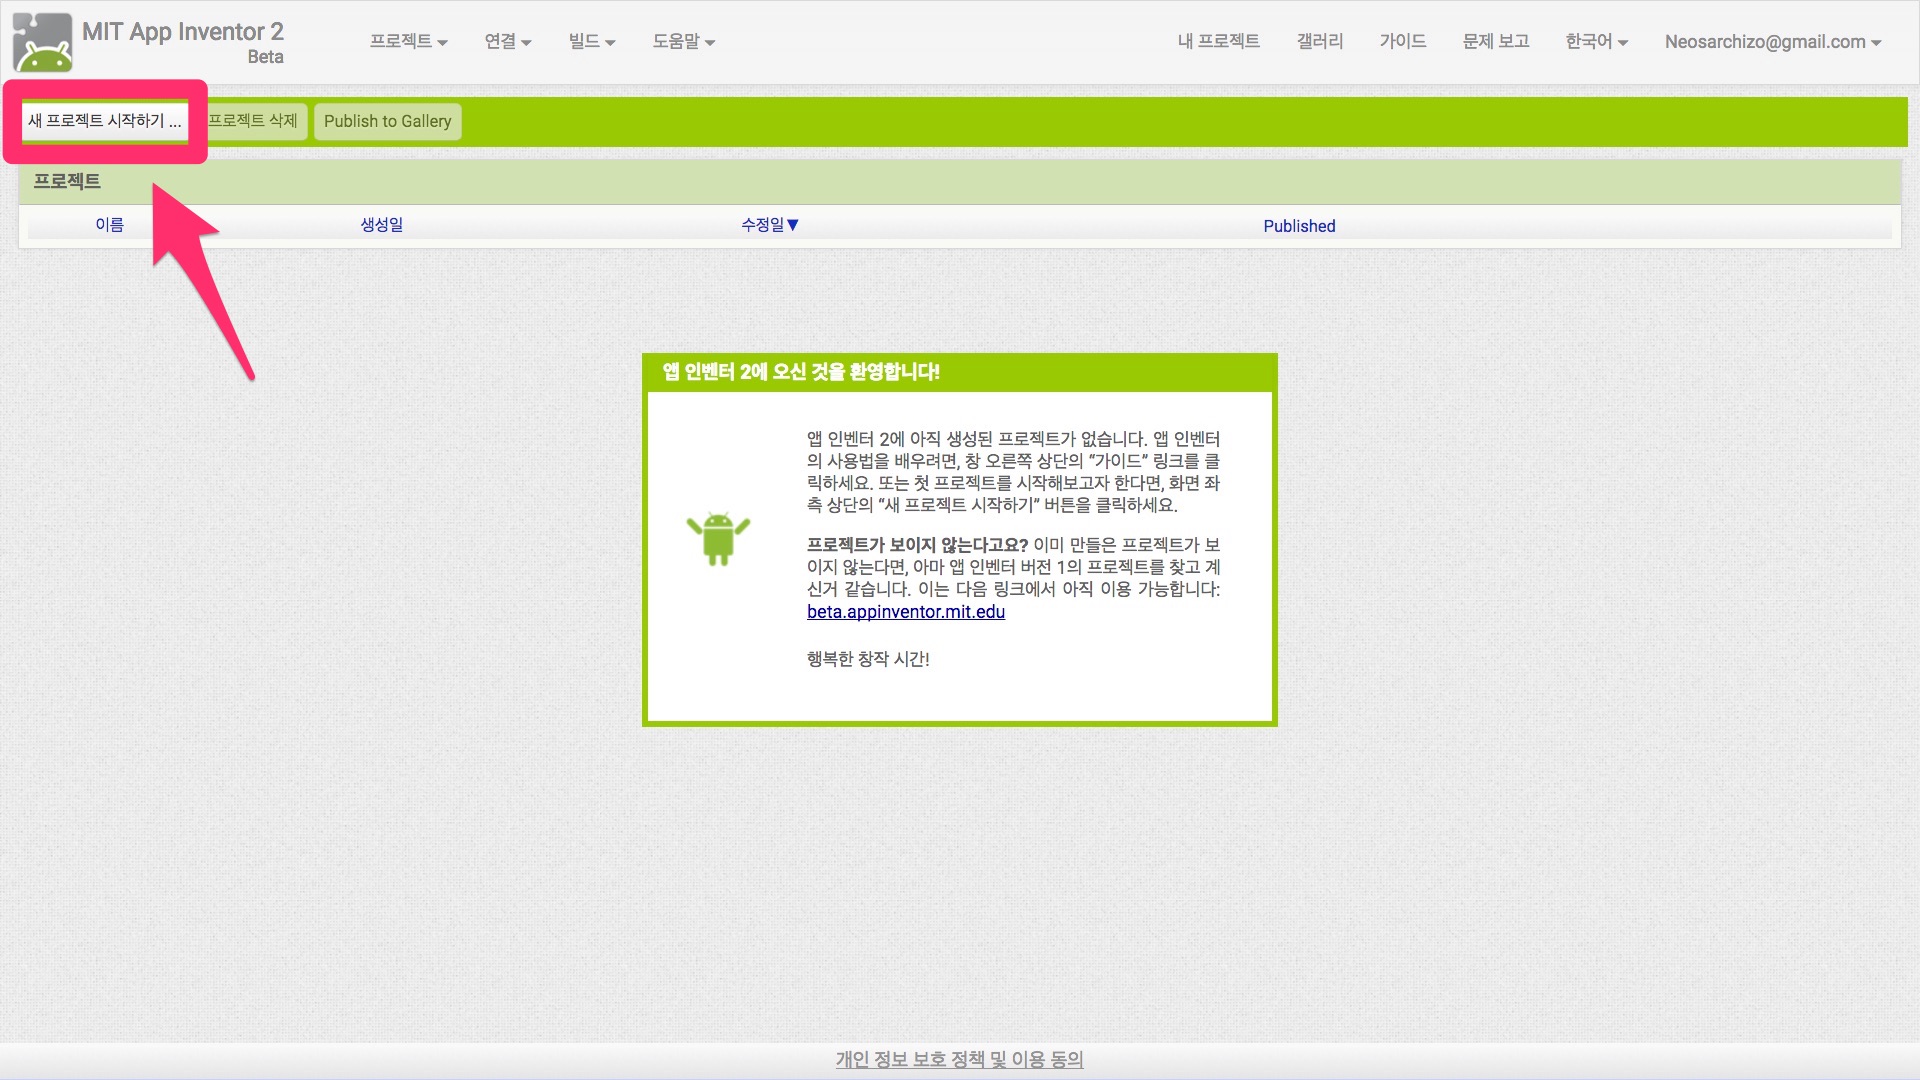 MIT App Inventor 2
Beta
프로젝트 연결 빌드 도움말 내 프로젝트 갤러리 가이드 문제 보고 한국어 Neosarchizo@gmail.com
새 프로젝트 시작하기 ... 프로젝트 삭제 Publish to Gallery
프로젝트
이름 생성일 수정일▼ Published
앱 인벤터 2에 오신 것을 환영합니다!
앱 인벤터 2에 아직 생성된 프로젝트가 없습니다. 앱 인벤터
의 사용법을 배우려면, 창 오른쪽 상단의 “가이드” 링크를 클
릭하세요. 또는 첫 프로젝트를 시작해보고자 한다면, 화면 좌
측 상단의 “새 프로젝트 시작하기” 버튼을 클릭하세요.
프로젝트가 보이지 않는다고요? 이미 만들은 프로젝트가 보
이지 않는다면, 아마 앱 인벤터 버전 1의 프로젝트를 찾고 계
신거 같습니다. 이는 다음 링크에서 아직 이용 가능합니다:
beta.appinventor.mit.edu
행복한 창작 시간!
개인 정보 보호 정책 및 이용 동의